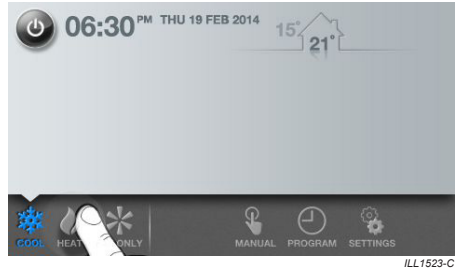 06:30 PM THU 19 FEB 2014
15°
21°
COOL HEAT ONLY MANUAL PROGRAM SETTINGS
ILL1523-C